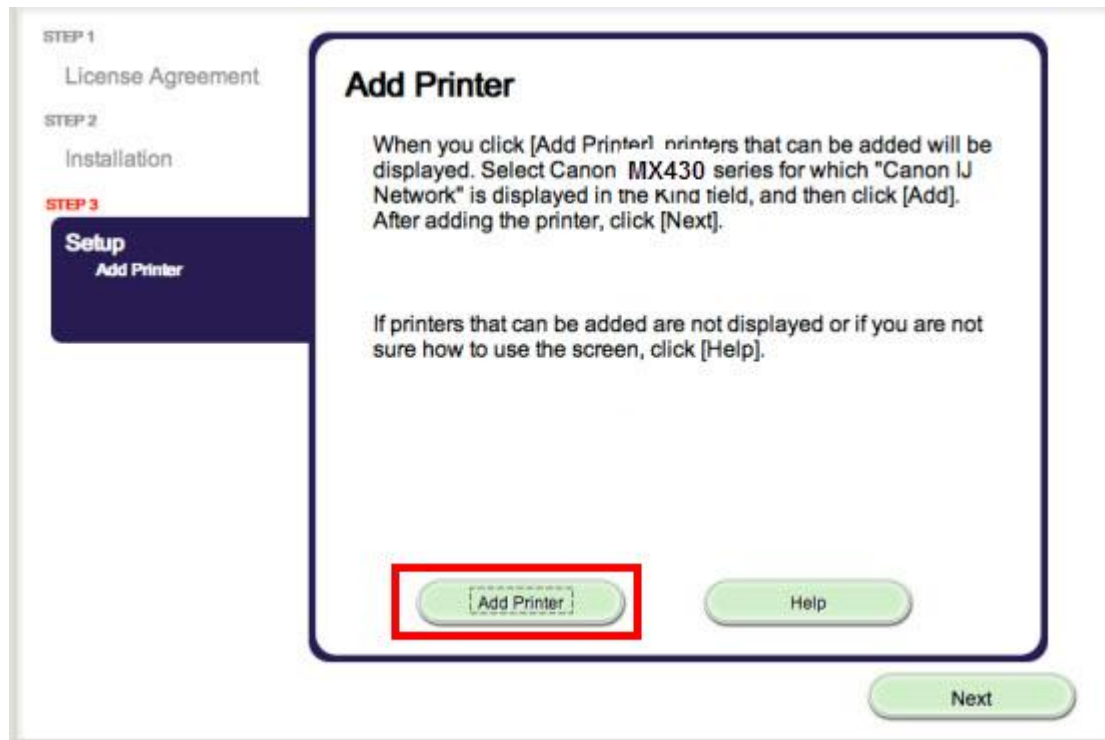 STEP 1
License Agreement
STEP 2
Installation
STEP 3
Setup
Add Printer
Add Printer
When you click [Add Printer], printers that can be added will be
displayed. Select Canon MX430 series for which "Canon IJ
Network" is displayed in the Kind field, and then click [Add].
After adding the printer, click [Next].
If printers that can be added are not displayed or if you are not
sure how to use the screen, click [Help].
Add Printer
Help
Next